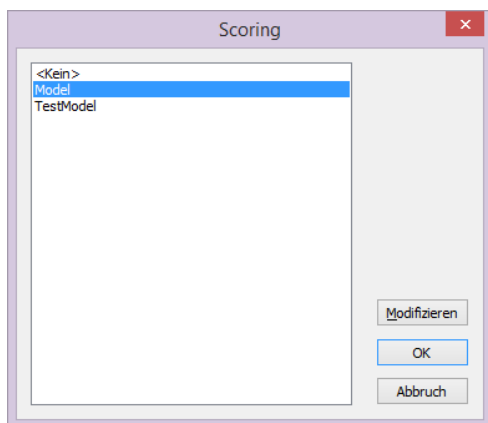 Scoring
<Kein>
Model
TestModel
Modifizieren
OK
Abbruch